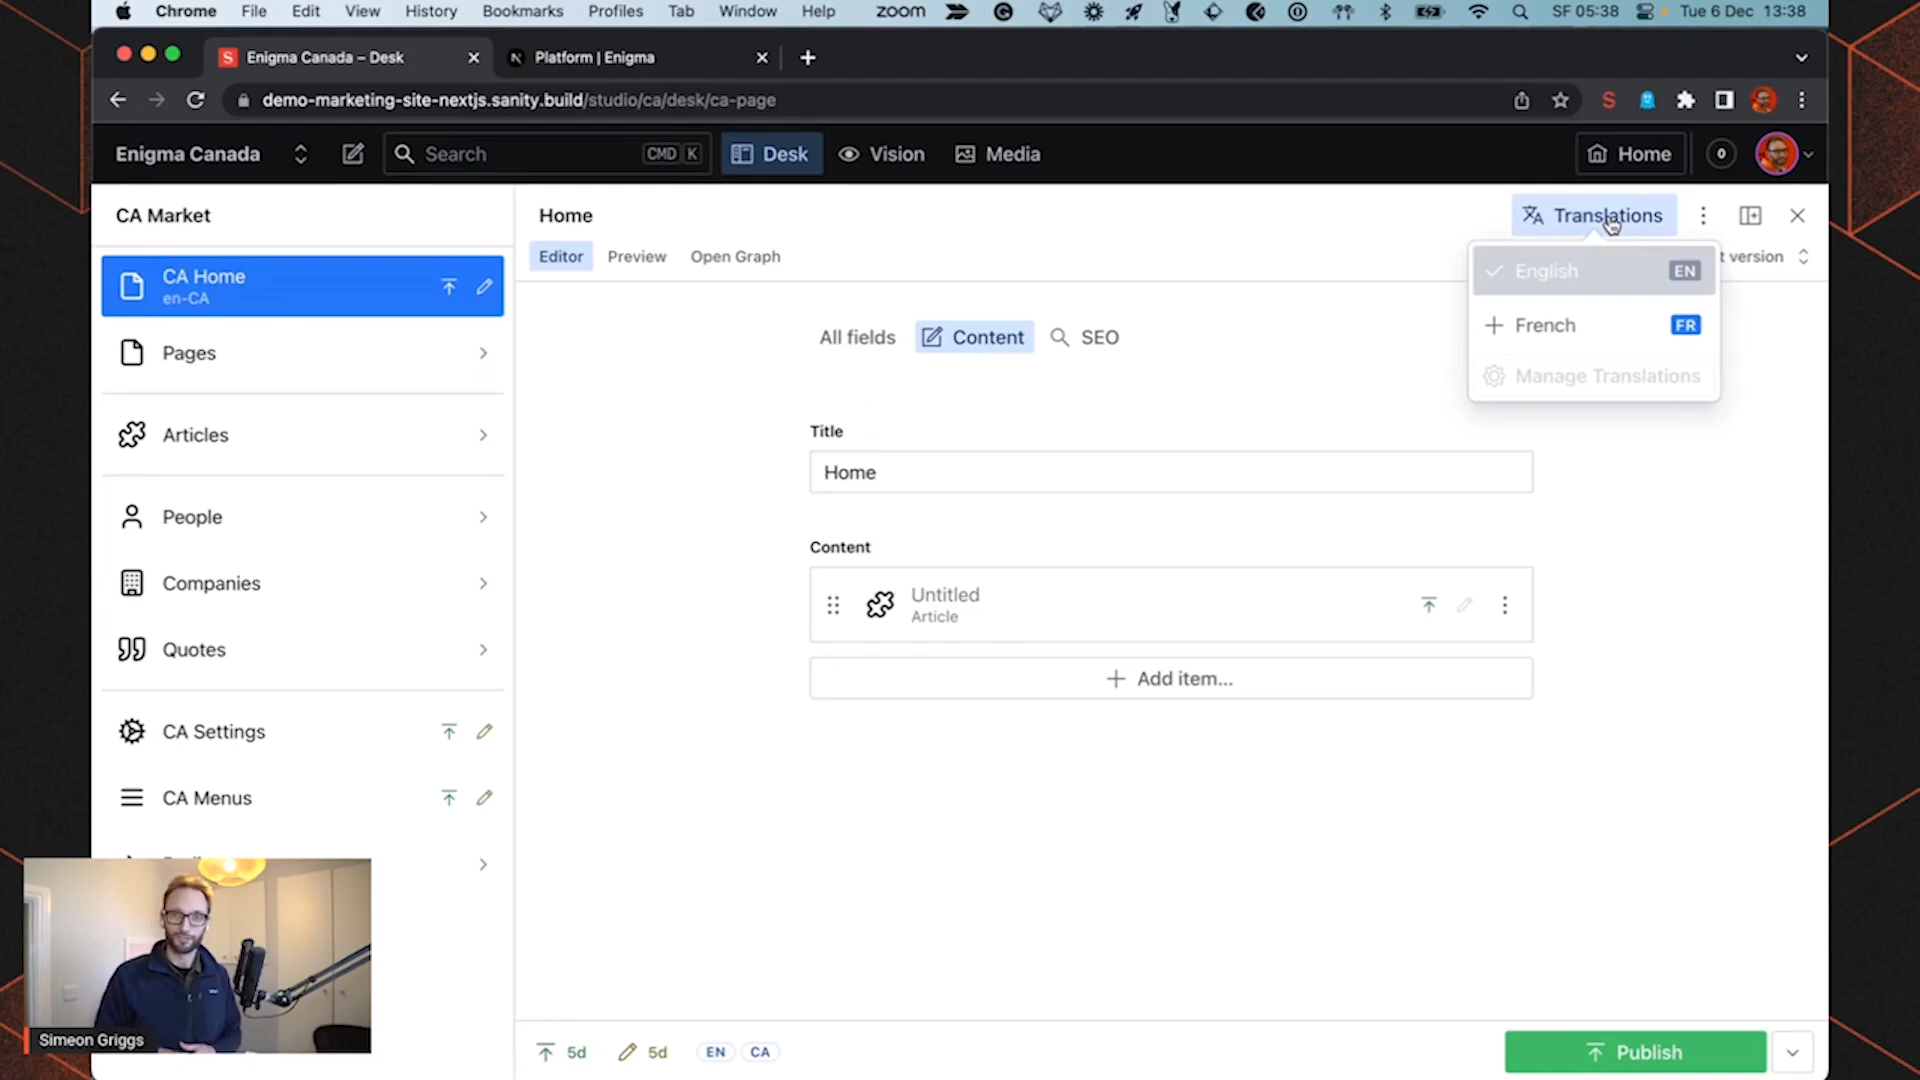 Chrome File Edit View History Bookmarks Profiles Tab Window Help zoom SF 05:38 Tue 6 Dec 13:38
Enigma Canada – Desk
Platform | Enigma
demo-marketing-site-nextjs.sanity.build/studio/ca/desk/ca-page
Enigma Canada
Search
CMD K
Desk
Vision
Media
Home
0
CA Market
Home
Translations
Editor
Preview
Open Graph
t version
English EN
French FR
Manage Translations
CA Home
en-CA
Pages
Articles
People
Companies
Quotes
CA Settings
CA Menus
All fields
Content
SEO
Title
Home
Content
Untitled
Article
Add item...
Simeon Griggs
5d
5d
EN
CA
Publish